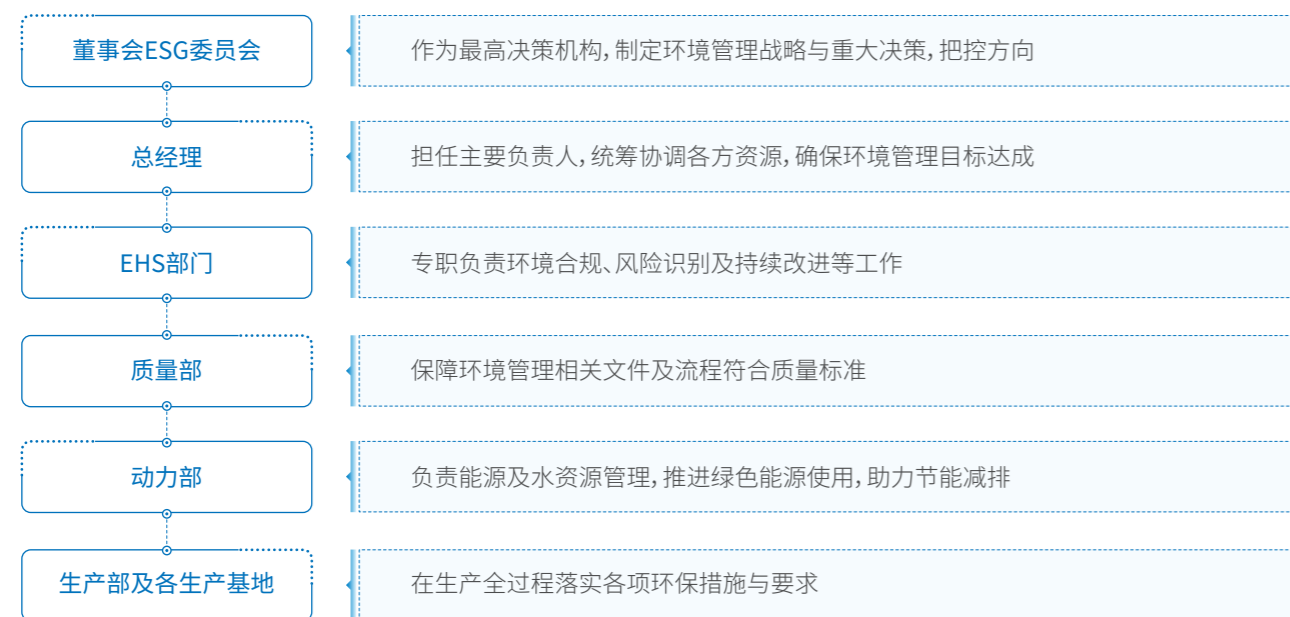 董事会ESG委员会
作为最高决策机构,制定环境管理战略与重大决策,把控方向
总经理
担任主要负责人,统筹协调各方资源,确保环境管理目标达成
EHS部门
专职负责环境合规、风险识别及持续改进等工作
质量部
保障环境管理相关文件及流程符合质量标准
动力部
负责能源及水资源管理,推进绿色能源使用,助力节能减排
生产部及各生产基地
在生产全过程落实各项环保措施与要求